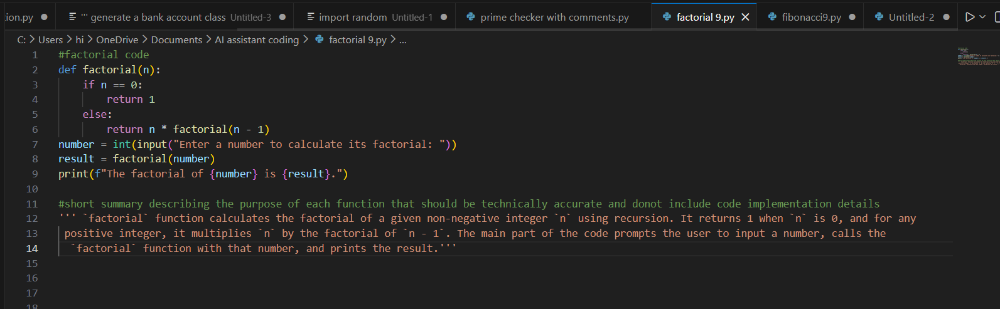 ion.py
''' generate a bank account class Untitled-3
import random Untitled-1
prime checker with comments.py
factorial 9.py
fibonacci9.py
Untitled-2
C: > Users > hi > OneDrive > Documents > AI assistant coding > factorial 9.py > ...
1 #factorial code
2 def factorial(n):
3     if n == 0:
4         return 1
5     else:
6         return n * factorial(n - 1)
7 number = int(input("Enter a number to calculate its factorial: "))
8 result = factorial(number)
9 print(f"The factorial of {number} is {result}.")
10
11 #short summary describing the purpose of each function that should be technically accurate and donot include code implementation details
12 ''' `factorial` function calculates the factorial of a given non-negative integer `n` using recursion. It returns 1 when `n` is 0, and for any
13  positive integer, it multiplies `n` by the factorial of `n - 1`. The main part of the code prompts the user to input a number, calls the
14   `factorial` function with that number, and prints the result.'''
15
16
17
18